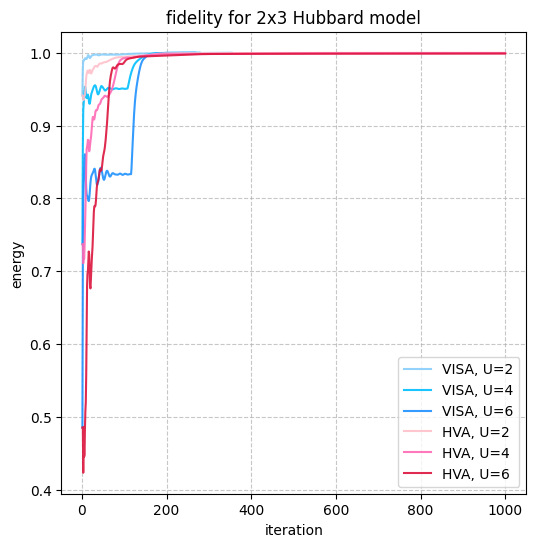 fidelity for 2x3 Hubbard model
energy
1.0
0.9
0.8
0.7
0.6
0.5
0.4
VISA, U=2
VISA, U=4
VISA, U=6
HVA, U=2
HVA, U=4
HVA, U=6
0 200 400 600 800 1000
iteration